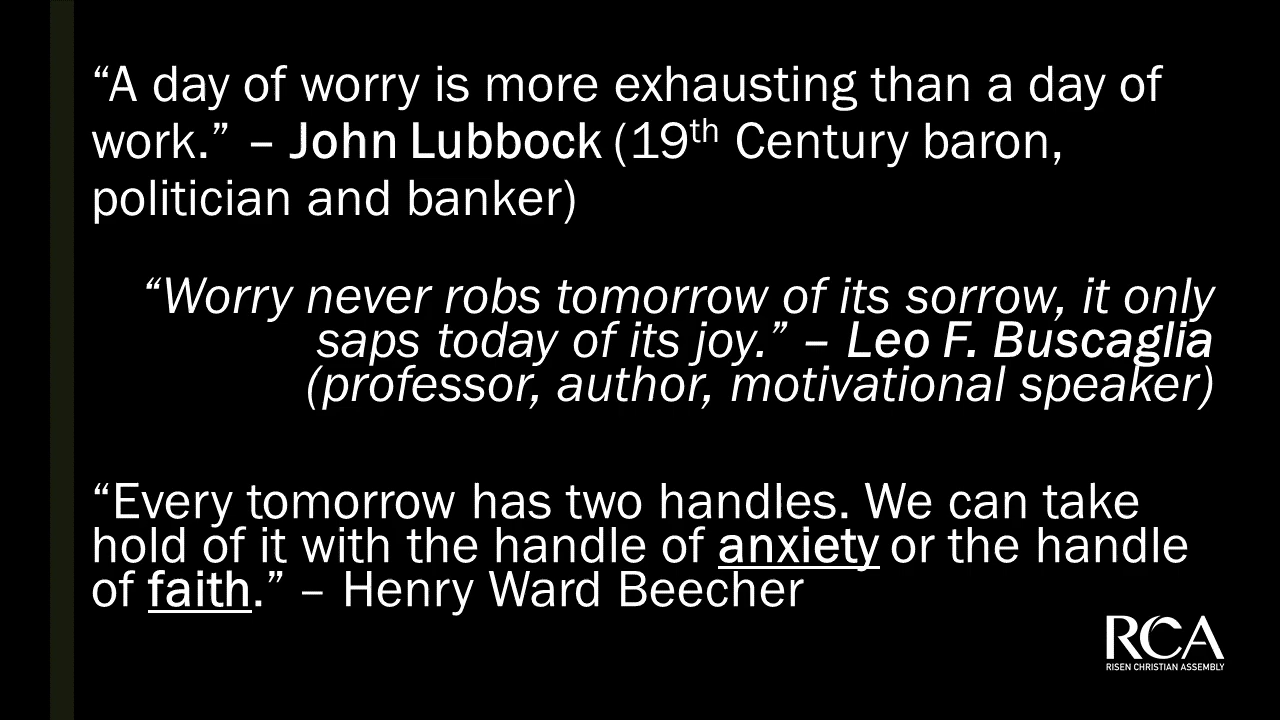 “A day of worry is more exhausting than a day of
work.” – John Lubbock (19th Century baron,
politician and banker)
“Worry never robs tomorrow of its sorrow, it only
saps today of its joy.” – Leo F. Buscaglia
(professor, author, motivational speaker)
“Every tomorrow has two handles. We can take
hold of it with the handle of anxiety or the handle
of faith.” – Henry Ward Beecher
RCA
RISEN CHRISTIAN ASSEMBLY